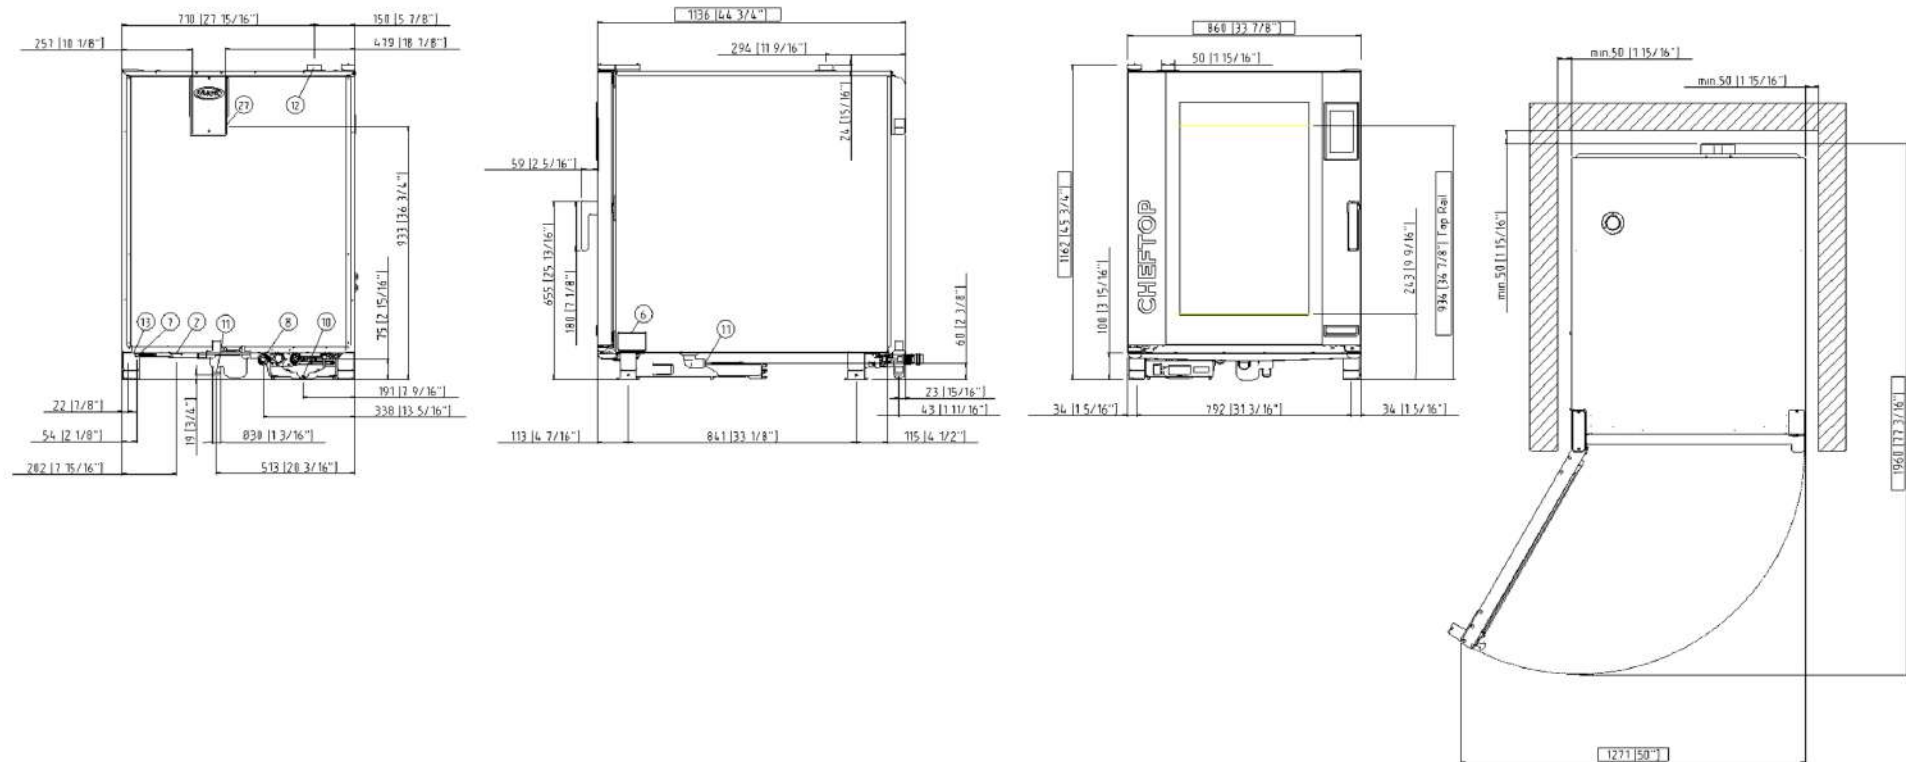 710 [27 15/16"]
150 [5 7/8"]
257 [10 1/8"]
479 [18 7/8"]
27
12
933 [36 3/4"]
75 [2 15/16"]
13
7
2
11
8
10
191 [7 9/16"]
22 [7/8"]
338 [13 5/16"]
54 [2 1/8"]
19 [3/4"]
Ø30 [1 3/16"]
202 [7 15/16"]
513 [20 3/16"]
1136 [44 3/4"]
294 [11 9/16"]
24 [15/16"]
59 [2 5/16"]
655 [25 13/16"]
180 [7 1/8"]
6
11
60 [2 3/8"]
23 [15/16"]
43 [1 11/16"]
113 [4 7/16"]
841 [33 1/8"]
115 [4 1/2"]
860 [33 7/8"]
50 [1 15/16"]
1162 [45 3/4"]
CHEFTOP
100 [3 15/16"]
243 [9 9/16"]
934 [36 7/8"] Top Rail
34 [1 5/16"]
792 [31 3/16"]
34 [1 5/16"]
min.50 [1 15/16"]
min.50 [1 15/16"]
min.50 [1 15/16"]
1960 [77 3/16"]
1271 [50"]